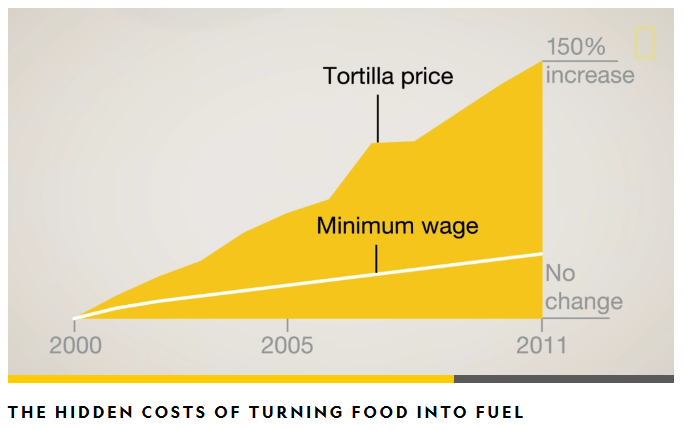 150%
increase
Tortilla price
Minimum wage
No
change
2000 2005 2011
THE HIDDEN COSTS OF TURNING FOOD INTO FUEL